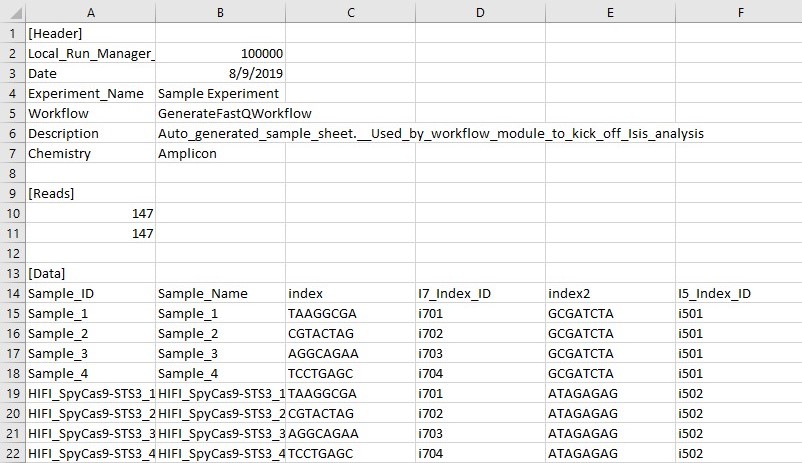 A B C D E F
1 [Header]
2 Local_Run_Manager_ 100000
3 Date 8/9/2019
4 Experiment_Name Sample Experiment
5 Workflow GenerateFastQWorkflow
6 Description Auto_generated_sample_sheet.__Used_by_workflow_module_to_kick_off_Isis_analysis
7 Chemistry Amplicon
8
9 [Reads]
10 147
11 147
12
13 [Data]
14 Sample_ID Sample_Name index I7_Index_ID index2 I5_Index_ID
15 Sample_1 Sample_1 TAAGGCGA i701 GCGATCTA i501
16 Sample_2 Sample_2 CGTACTAG i702 GCGATCTA i501
17 Sample_3 Sample_3 AGGCAGAA i703 GCGATCTA i501
18 Sample_4 Sample_4 TCCTGAGC i704 GCGATCTA i501
19 HIFI_SpyCas9-STS3_1 HIFI_SpyCas9-STS3_1 TAAGGCGA i701 ATAGAGAG i502
20 HIFI_SpyCas9-STS3_2 HIFI_SpyCas9-STS3_2 CGTACTAG i702 ATAGAGAG i502
21 HIFI_SpyCas9-STS3_3 HIFI_SpyCas9-STS3_3 AGGCAGAA i703 ATAGAGAG i502
22 HIFI_SpyCas9-STS3_4 HIFI_SpyCas9-STS3_4 TCCTGAGC i704 ATAGAGAG i502